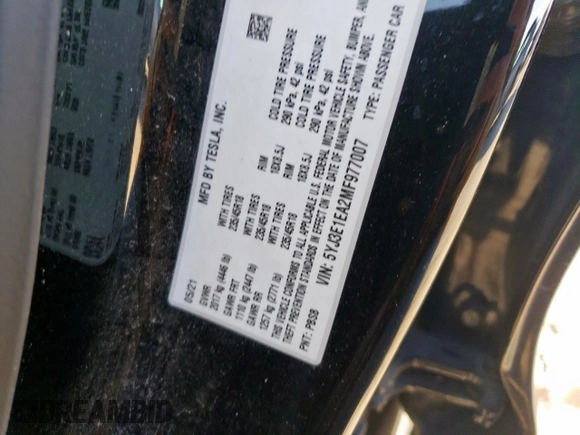 MFD BY TESLA, INC.
05/21
GVWR
2017 kg (4446 lb)
GAWR FRT
1110 kg (2447 lb)
GAWR RR
1257 kg (2771 lb)
WITH TIRES
235/45R18
WITH TIRES
235/45R18
WITH TIRES
235/45R18
RIM
18X8.5J
RIM
18X8.5J
COLD TIRE PRESSURE
290 kPa, 42 psi
COLD TIRE PRESSURE
290 kPa, 42 psi
THIS VEHICLE CONFORMS TO ALL APPLICABLE U.S. FEDERAL MOTOR VEHICLE SAFETY, BUMPER, AND
THEFT PREVENTION STANDARDS IN EFFECT ON THE DATE OF MANUFACTURE SHOWN ABOVE.
VIN: 5YJ3E1EA2MF977007
TYPE: PASSENGER CAR
PNT: PBSB
DREAMBID